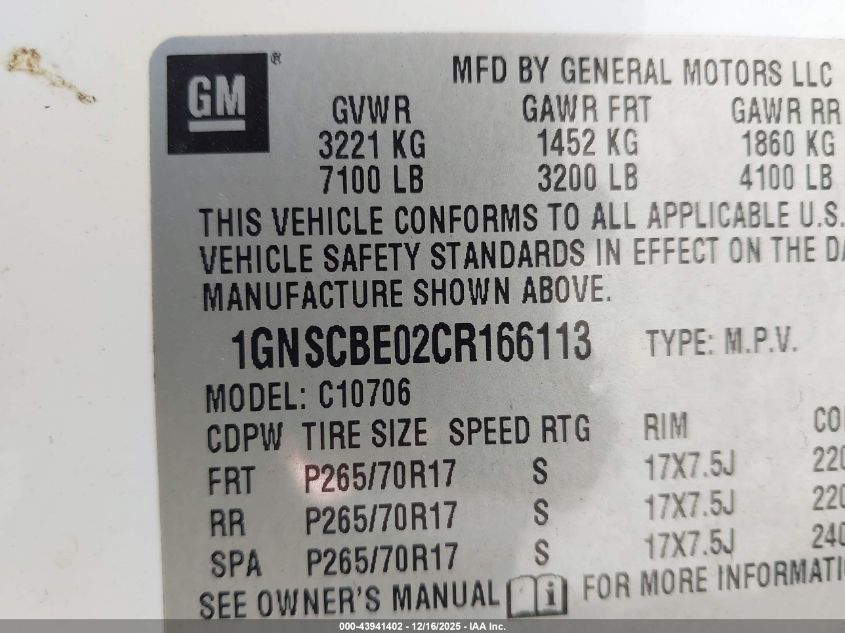 GM®
MFD BY GENERAL MOTORS LLC
GVWR GAWR FRT GAWR RR
3221 KG 1452 KG 1860 KG
7100 LB 3200 LB 4100 LB
THIS VEHICLE CONFORMS TO ALL APPLICABLE U.S.
VEHICLE SAFETY STANDARDS IN EFFECT ON THE DA
MANUFACTURE SHOWN ABOVE.
1GNSCBE02CR166113 TYPE: M.P.V.
MODEL: C10706
CDPW TIRE SIZE SPEED RTG RIM CO
FRT P265/70R17 S 17X7.5J 220
RR P265/70R17 S 17X7.5J 220
SPA P265/70R17 S 17X7.5J 240
SEE OWNER'S MANUAL i FOR MORE INFORMATI
000-43941402 - 12/16/2025 - IAA Inc.